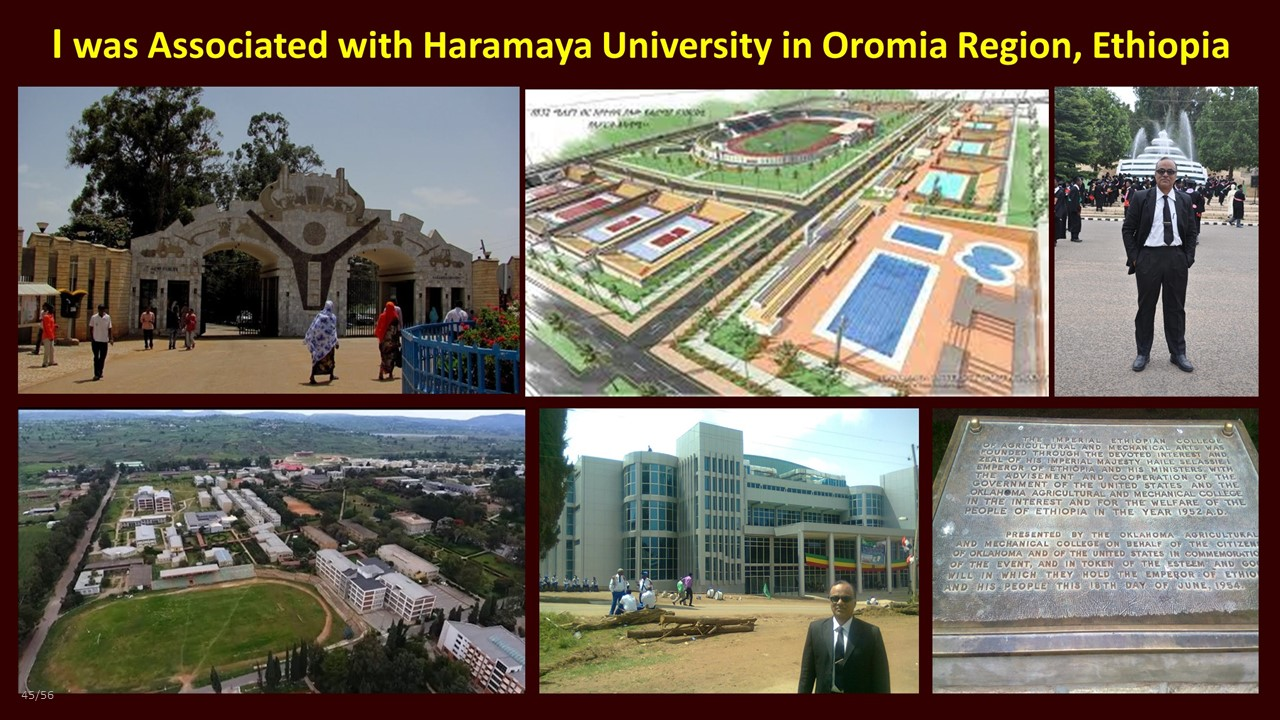 I was Associated with Haramaya University in Oromia Region, Ethiopia
THE IMPERIAL ETHIOPIAN COLLEGE
OF AGRICULTURAL AND MECHANICAL ARTS WAS
FOUNDED THROUGH THE DEVOTED INTEREST AND
ZEAL OF HIS IMPERIAL MAJESTY HAILE SELASSIE,
EMPEROR OF ETHIOPIA AND HIS MINISTERS WITH
THE ADVISEMENT AND COOPERATION OF THE
GOVERNMENT OF THE UNITED STATES AND THE
OKLAHOMA AGRICULTURAL AND MECHANICAL COLLEGE,
IN THE INTEREST AND FOR THE WELFARE OF THE
PEOPLE OF ETHIOPIA IN THE YEAR 1952 A.D.
PRESENTED BY THE OKLAHOMA AGRICULTURAL
AND MECHANICAL COLLEGE ON BEHALF OF THE CITIZEN
OF OKLAHOMA AND OF THE UNITED STATES IN COMMEMORATIO
OF THE EVENT, AND IN TOKEN OF THE ESTEEM AND GO
WILL IN WHICH THEY HOLD THE EMPEROR OF ETHIO
AND HIS PEOPLE THIS 18TH DAY OF JUNE, 1954.
45/56